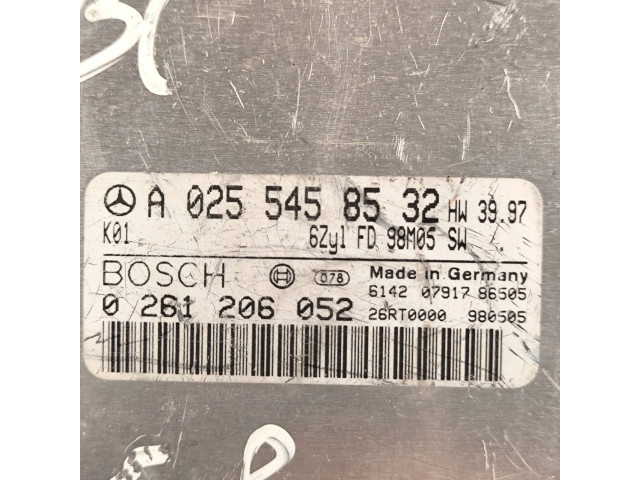 A 025 545 85 32 HW 39.97
K01 6Zyl FD 98M05 SW
BOSCH 078 Made in Germany
6142 07917 86505
0 261 206 052 26RT0000 980505